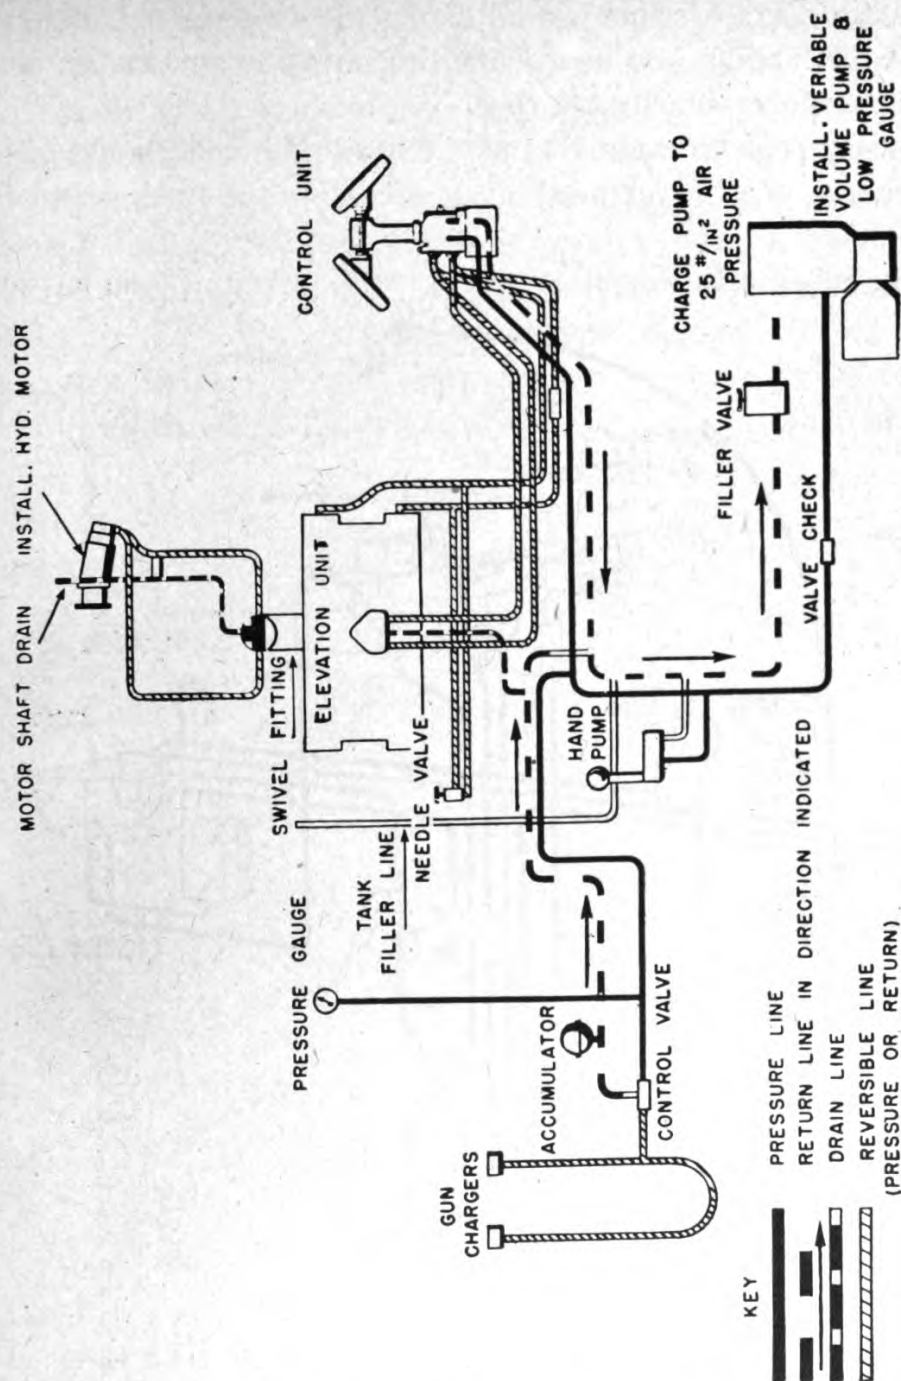 MOTOR SHAFT DRAIN
INSTALL. HYD. MOTOR
CONTROL UNIT
SWIVEL FITTING
ELEVATION UNIT
PRESSURE GAUGE
TANK
FILLER LINE
NEEDLE VALVE
CHARGE PUMP TO
25 #/IN² AIR
PRESSURE
INSTALL. VERIABLE
VOLUME PUMP &
LOW PRESSURE
GAUGE
FILLER VALVE
VALVE CHECK
HAND
PUMP
GUN
CHARGERS
ACCUMULATOR
CONTROL VALVE
KEY
PRESSURE LINE
RETURN LINE IN DIRECTION INDICATED
DRAIN LINE
REVERSIBLE LINE
(PRESSURE OR RETURN)